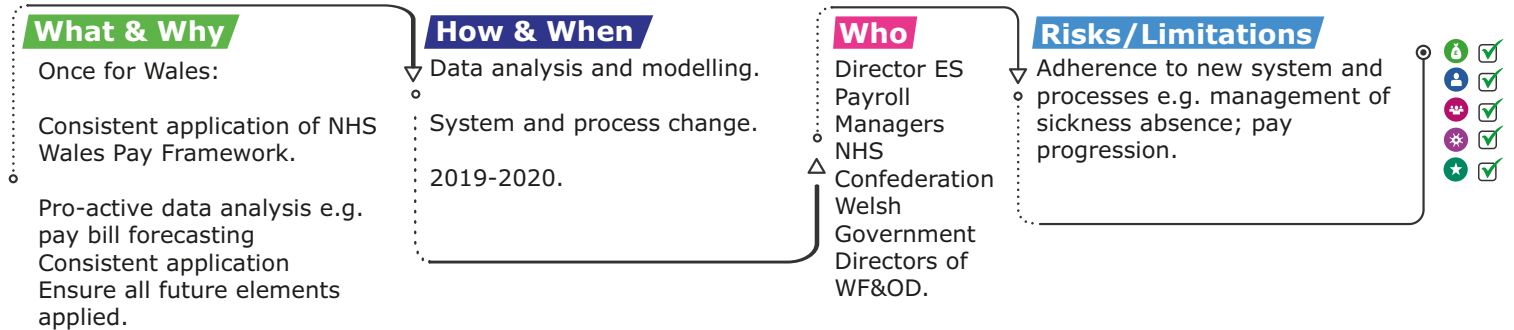 What & Why
Once for Wales:
Consistent application of NHS
Wales Pay Framework.
Pro-active data analysis e.g.
pay bill forecasting
Consistent application
Ensure all future elements
applied.
How & When
Data analysis and modelling.
System and process change.
2019-2020.
Who
Director ES
Payroll
Managers
NHS
Confederation
Welsh
Government
Directors of
WF&OD.
Risks/Limitations
Adherence to new system and
processes e.g. management of
sickness absence; pay
progression.
£